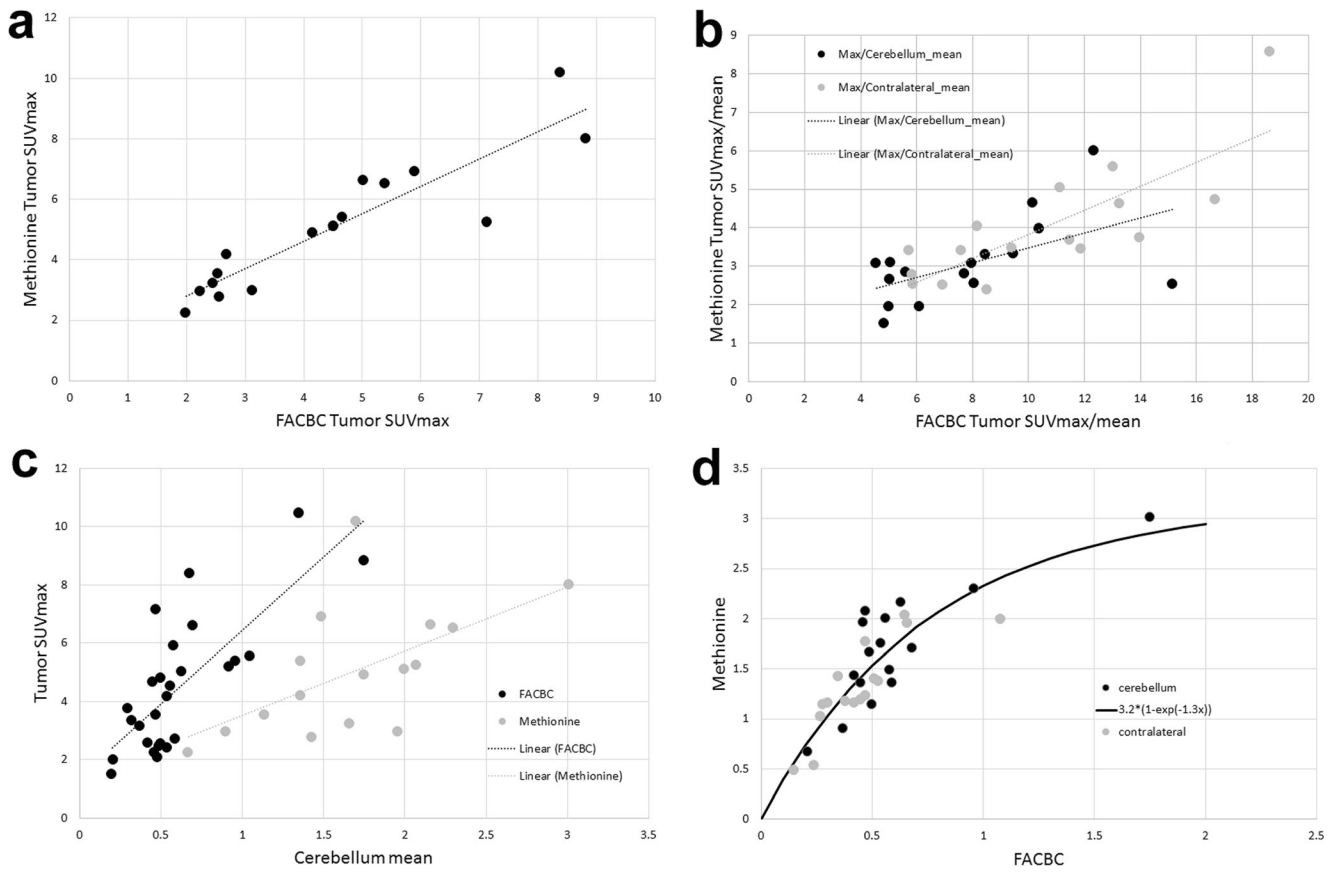 a
12
10
8
6
4
2
0
Methionine Tumor SUVmax
0 1 2 3 4 5 6 7 8 9 10
FACBC Tumor SUVmax
b
9
8
7
6
5
4
3
2
1
0
Methionine Tumor SUVmax/mean
Max/Cerebellum_mean
Max/Contralateral_mean
Linear (Max/Cerebellum_mean)
Linear (Max/Contralateral_mean)
0 2 4 6 8 10 12 14 16 18 20
FACBC Tumor SUVmax/mean
c
12
10
8
6
4
2
0
Tumor SUVmax
FACBC
Methionine
Linear (FACBC)
Linear (Methionine)
0 0.5 1 1.5 2 2.5 3 3.5
Cerebellum mean
d
3.5
3
2.5
2
1.5
1
0.5
0
Methionine
cerebellum
3.2*(1-exp(-1.3x))
contralateral
0 0.5 1 1.5 2 2.5
FACBC